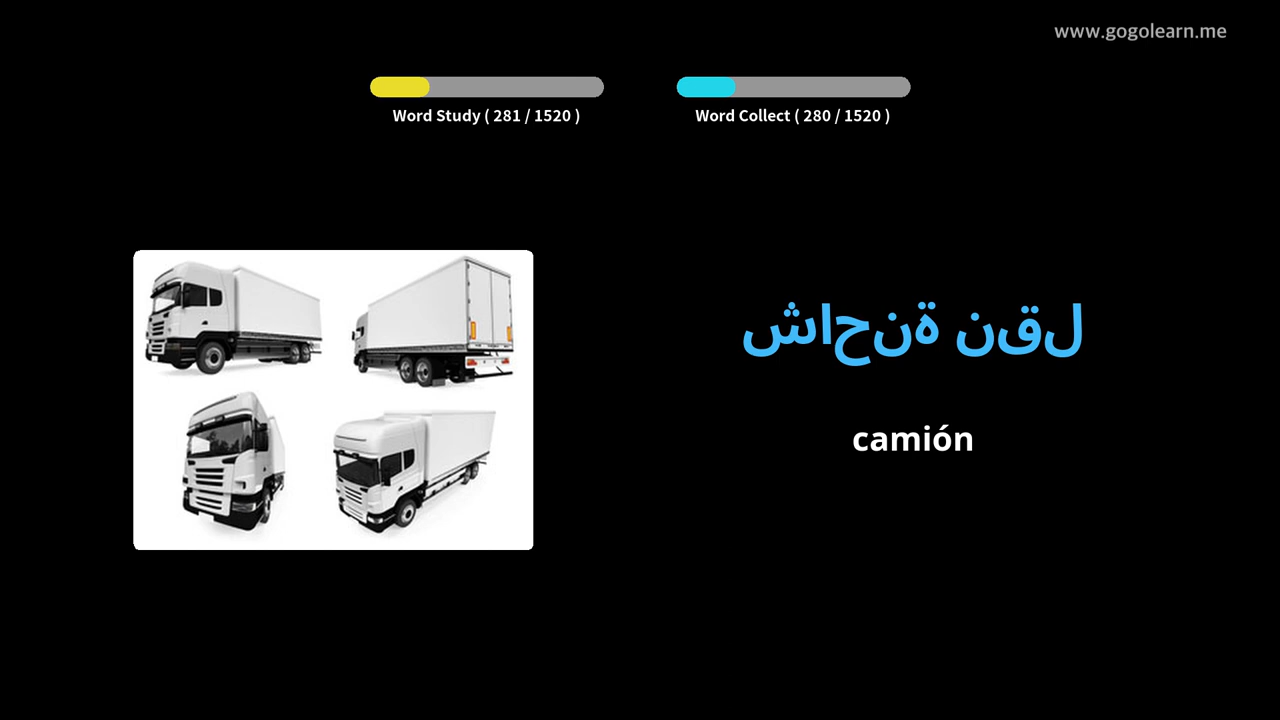 www.gogolearn.me
Word Study ( 281 / 1520 )
Word Collect ( 280 / 1520 )
شاحنة نقل
camión